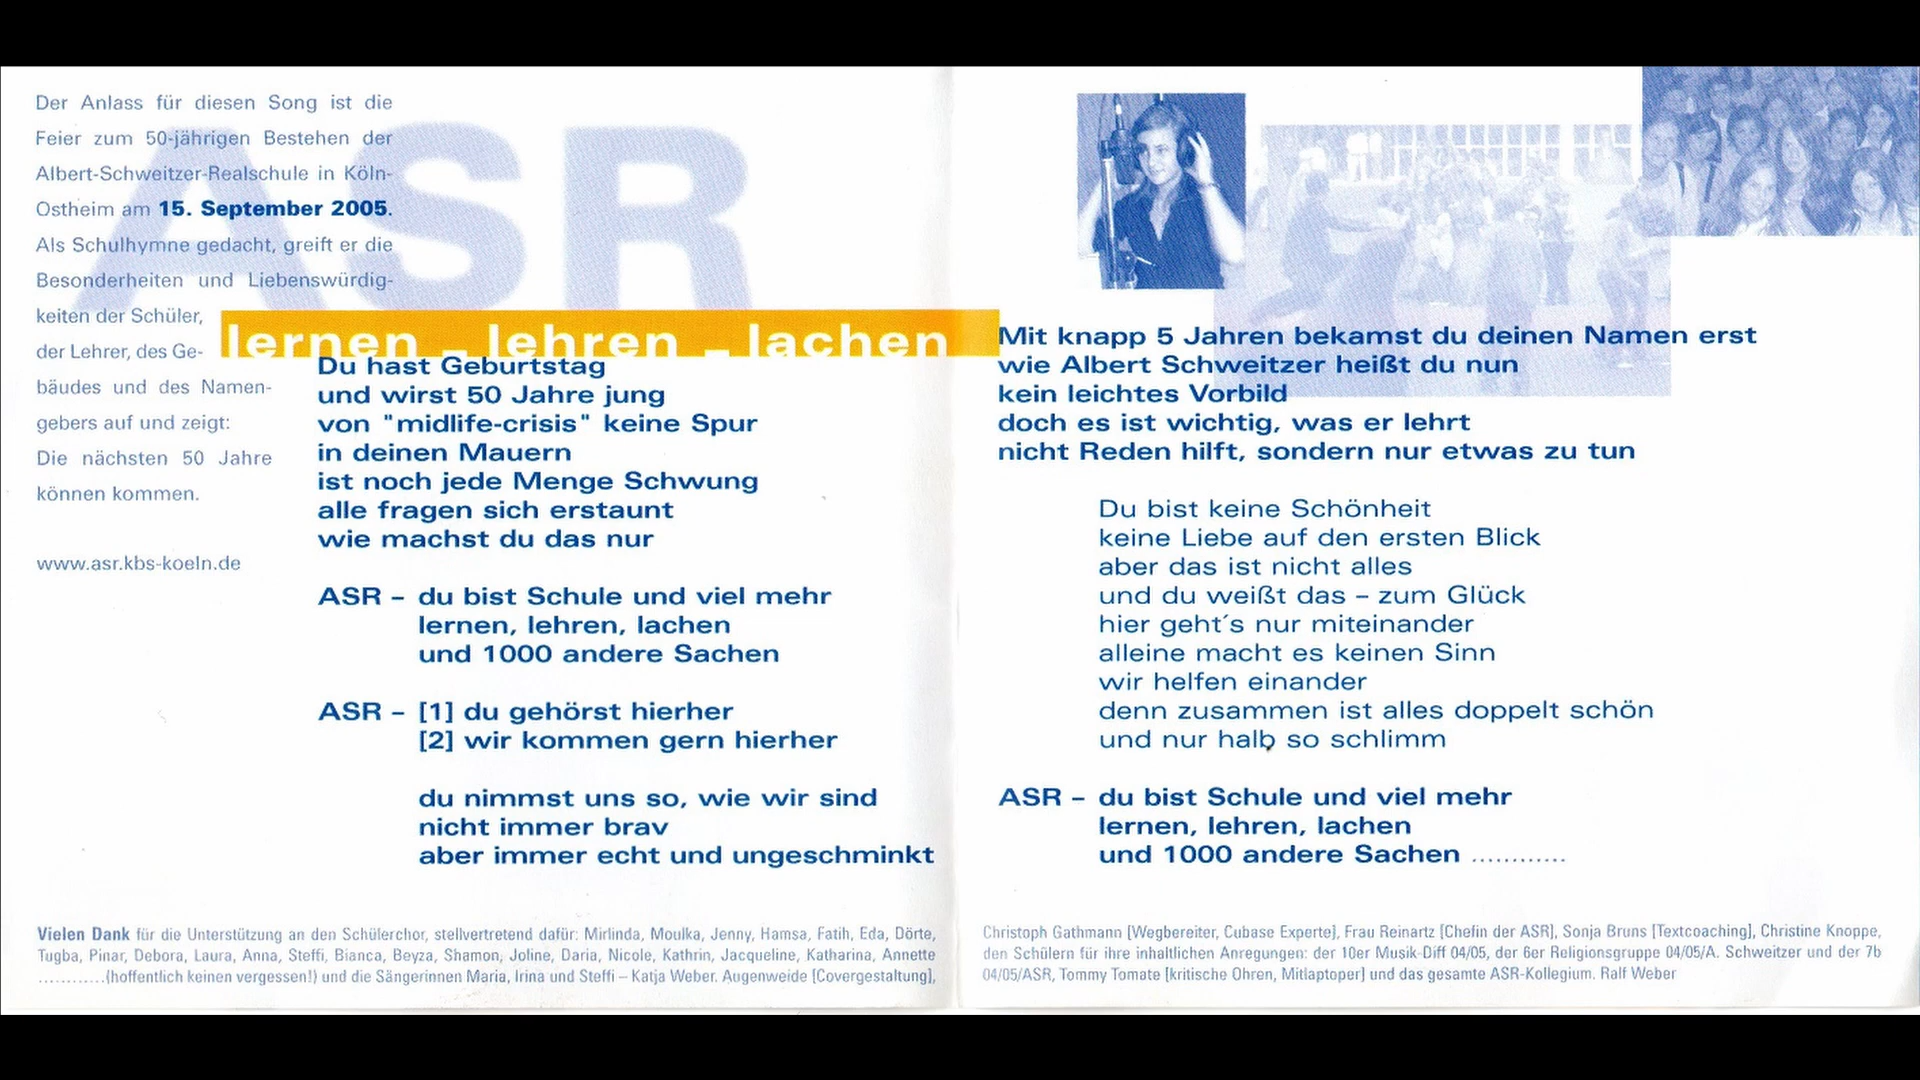 Der Anlass für diesen Song ist die
Feier zum 50-jährigen Bestehen der
Albert-Schweitzer-Realschule in Köln-
Ostheim am 15. September 2005.
Als Schulhymne gedacht, greift er die
Besonderheiten und Liebenswürdig-
keiten der Schüler,
der Lehrer, des Ge-
bäudes und des Namen-
gebers auf und zeigt:
Die nächsten 50 Jahre
können kommen.
www.asr.kbs-koeln.de
ASR
lernen – lehren – lachen
Du hast Geburtstag
und wirst 50 Jahre jung
von "midlife-crisis" keine Spur
in deinen Mauern
ist noch jede Menge Schwung
alle fragen sich erstaunt
wie machst du das nur
ASR – du bist Schule und viel mehr
lernen, lehren, lachen
und 1000 andere Sachen
ASR – [1] du gehörst hierher
[2] wir kommen gern hierher
du nimmst uns so, wie wir sind
nicht immer brav
aber immer echt und ungeschminkt
Mit knapp 5 Jahren bekamst du deinen Namen erst
wie Albert Schweitzer heißt du nun
kein leichtes Vorbild
doch es ist wichtig, was er lehrt
nicht Reden hilft, sondern nur etwas zu tun
Du bist keine Schönheit
keine Liebe auf den ersten Blick
aber das ist nicht alles
und du weißt das – zum Glück
hier geht´s nur miteinander
alleine macht es keinen Sinn
wir helfen einander
denn zusammen ist alles doppelt schön
und nur halb so schlimm
ASR – du bist Schule und viel mehr
lernen, lehren, lachen
und 1000 andere Sachen ............
Vielen Dank für die Unterstützung an den Schülerchor, stellvertretend dafür: Mirlinda, Moulka, Jenny, Hamsa, Fatih, Eda, Dörte,
Tugba, Pinar, Debora, Laura, Anna, Steffi, Bianca, Beyza, Shamon, Joline, Daria, Nicole, Kathrin, Jacqueline, Katharina, Annette
............(hoffentlich keinen vergessen!) und die Sängerinnen Maria, Irina und Steffi – Katja Weber. Augenweide [Covergestaltung],
Christoph Gathmann [Wegbereiter, Cubase Experte], Frau Reinartz [Chefin der ASR], Sonja Bruns [Textcoaching], Christine Knoppe,
den Schülern für ihre inhaltlichen Anregungen: der 10er Musik-Diff 04/05, der 6er Religionsgruppe 04/05/A. Schweitzer und der 7b
04/05/ASR, Tommy Tomate [kritische Ohren, Mitlaptoper] und das gesamte ASR-Kollegium. Ralf Weber